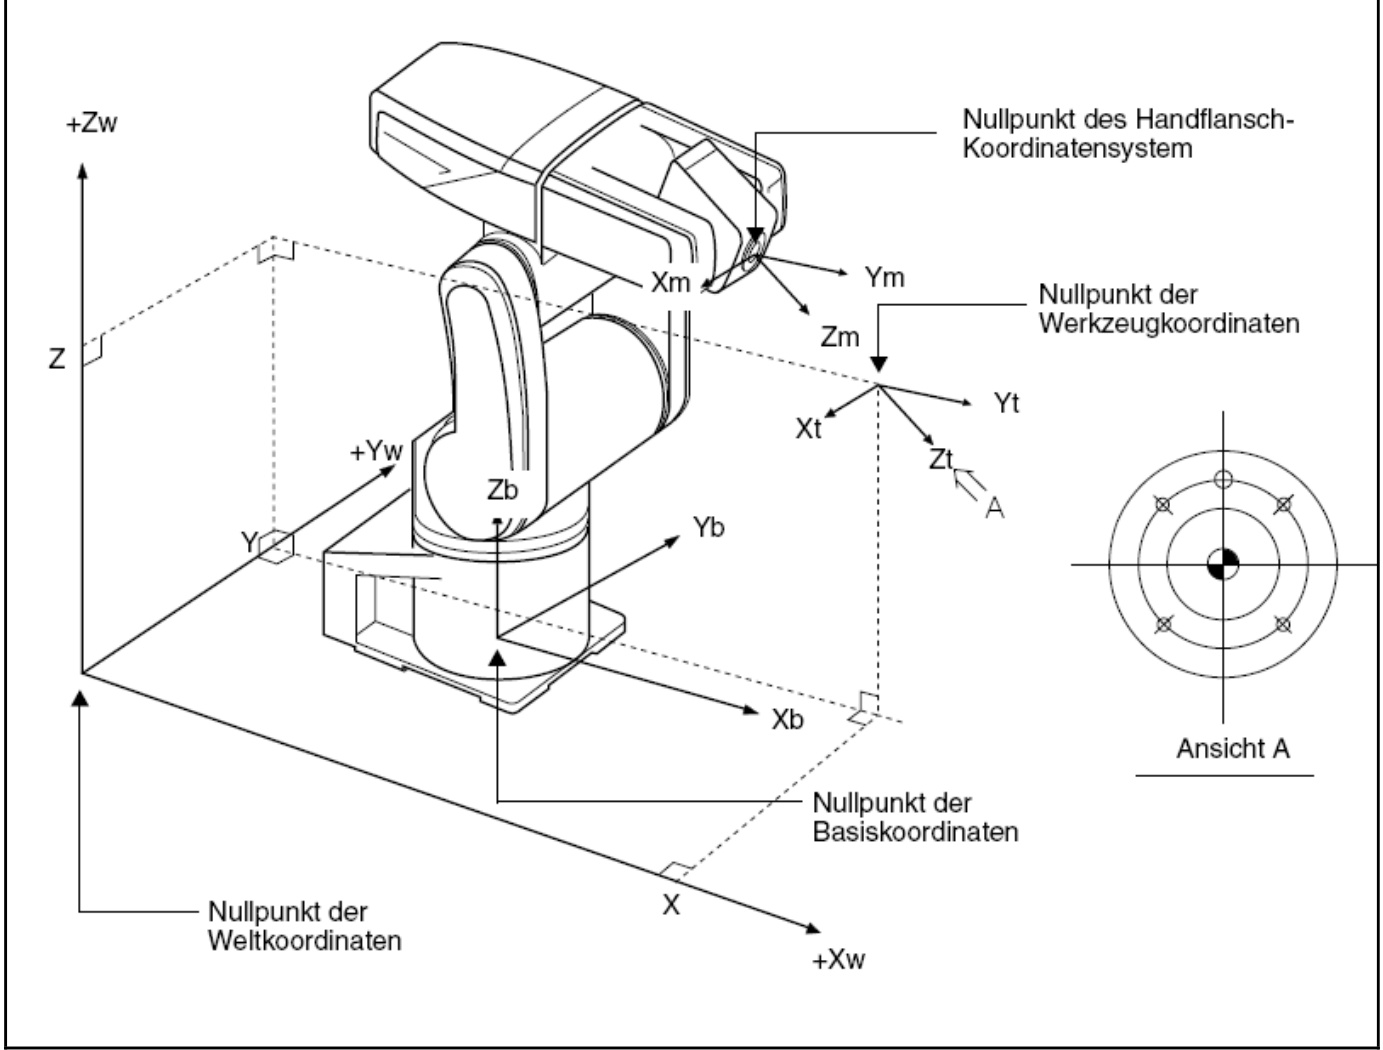 +Zw
Nullpunkt des Handflansch-
Koordinatensystem
Xm
Ym
Zm
Nullpunkt der
Werkzeugkoordinaten
Z
Xt
Yt
Zt
A
+Yw
Zb
Y
Yb
Xb
Ansicht A
Nullpunkt der
Basiskoordinaten
X
Nullpunkt der
Weltkoordinaten
+Xw